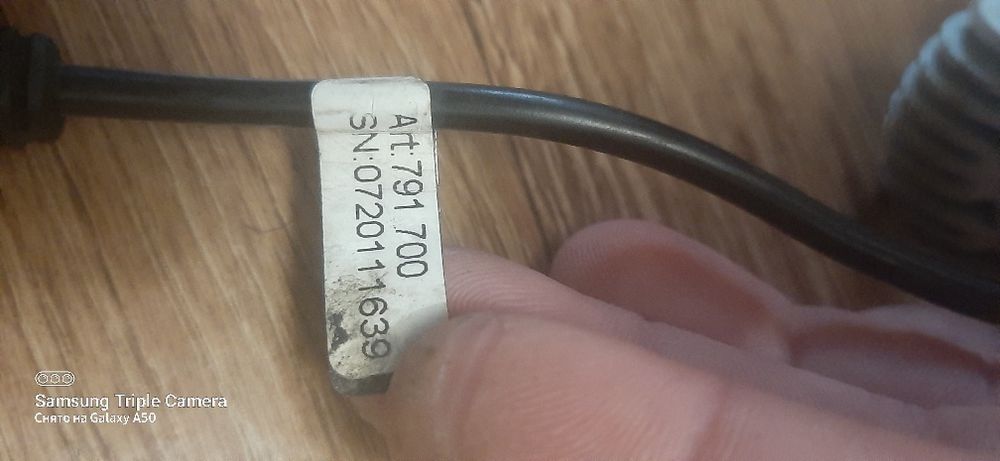 Art.:791 700
SN:0720111639
Samsung Triple Camera
Снято на Galaxy A50